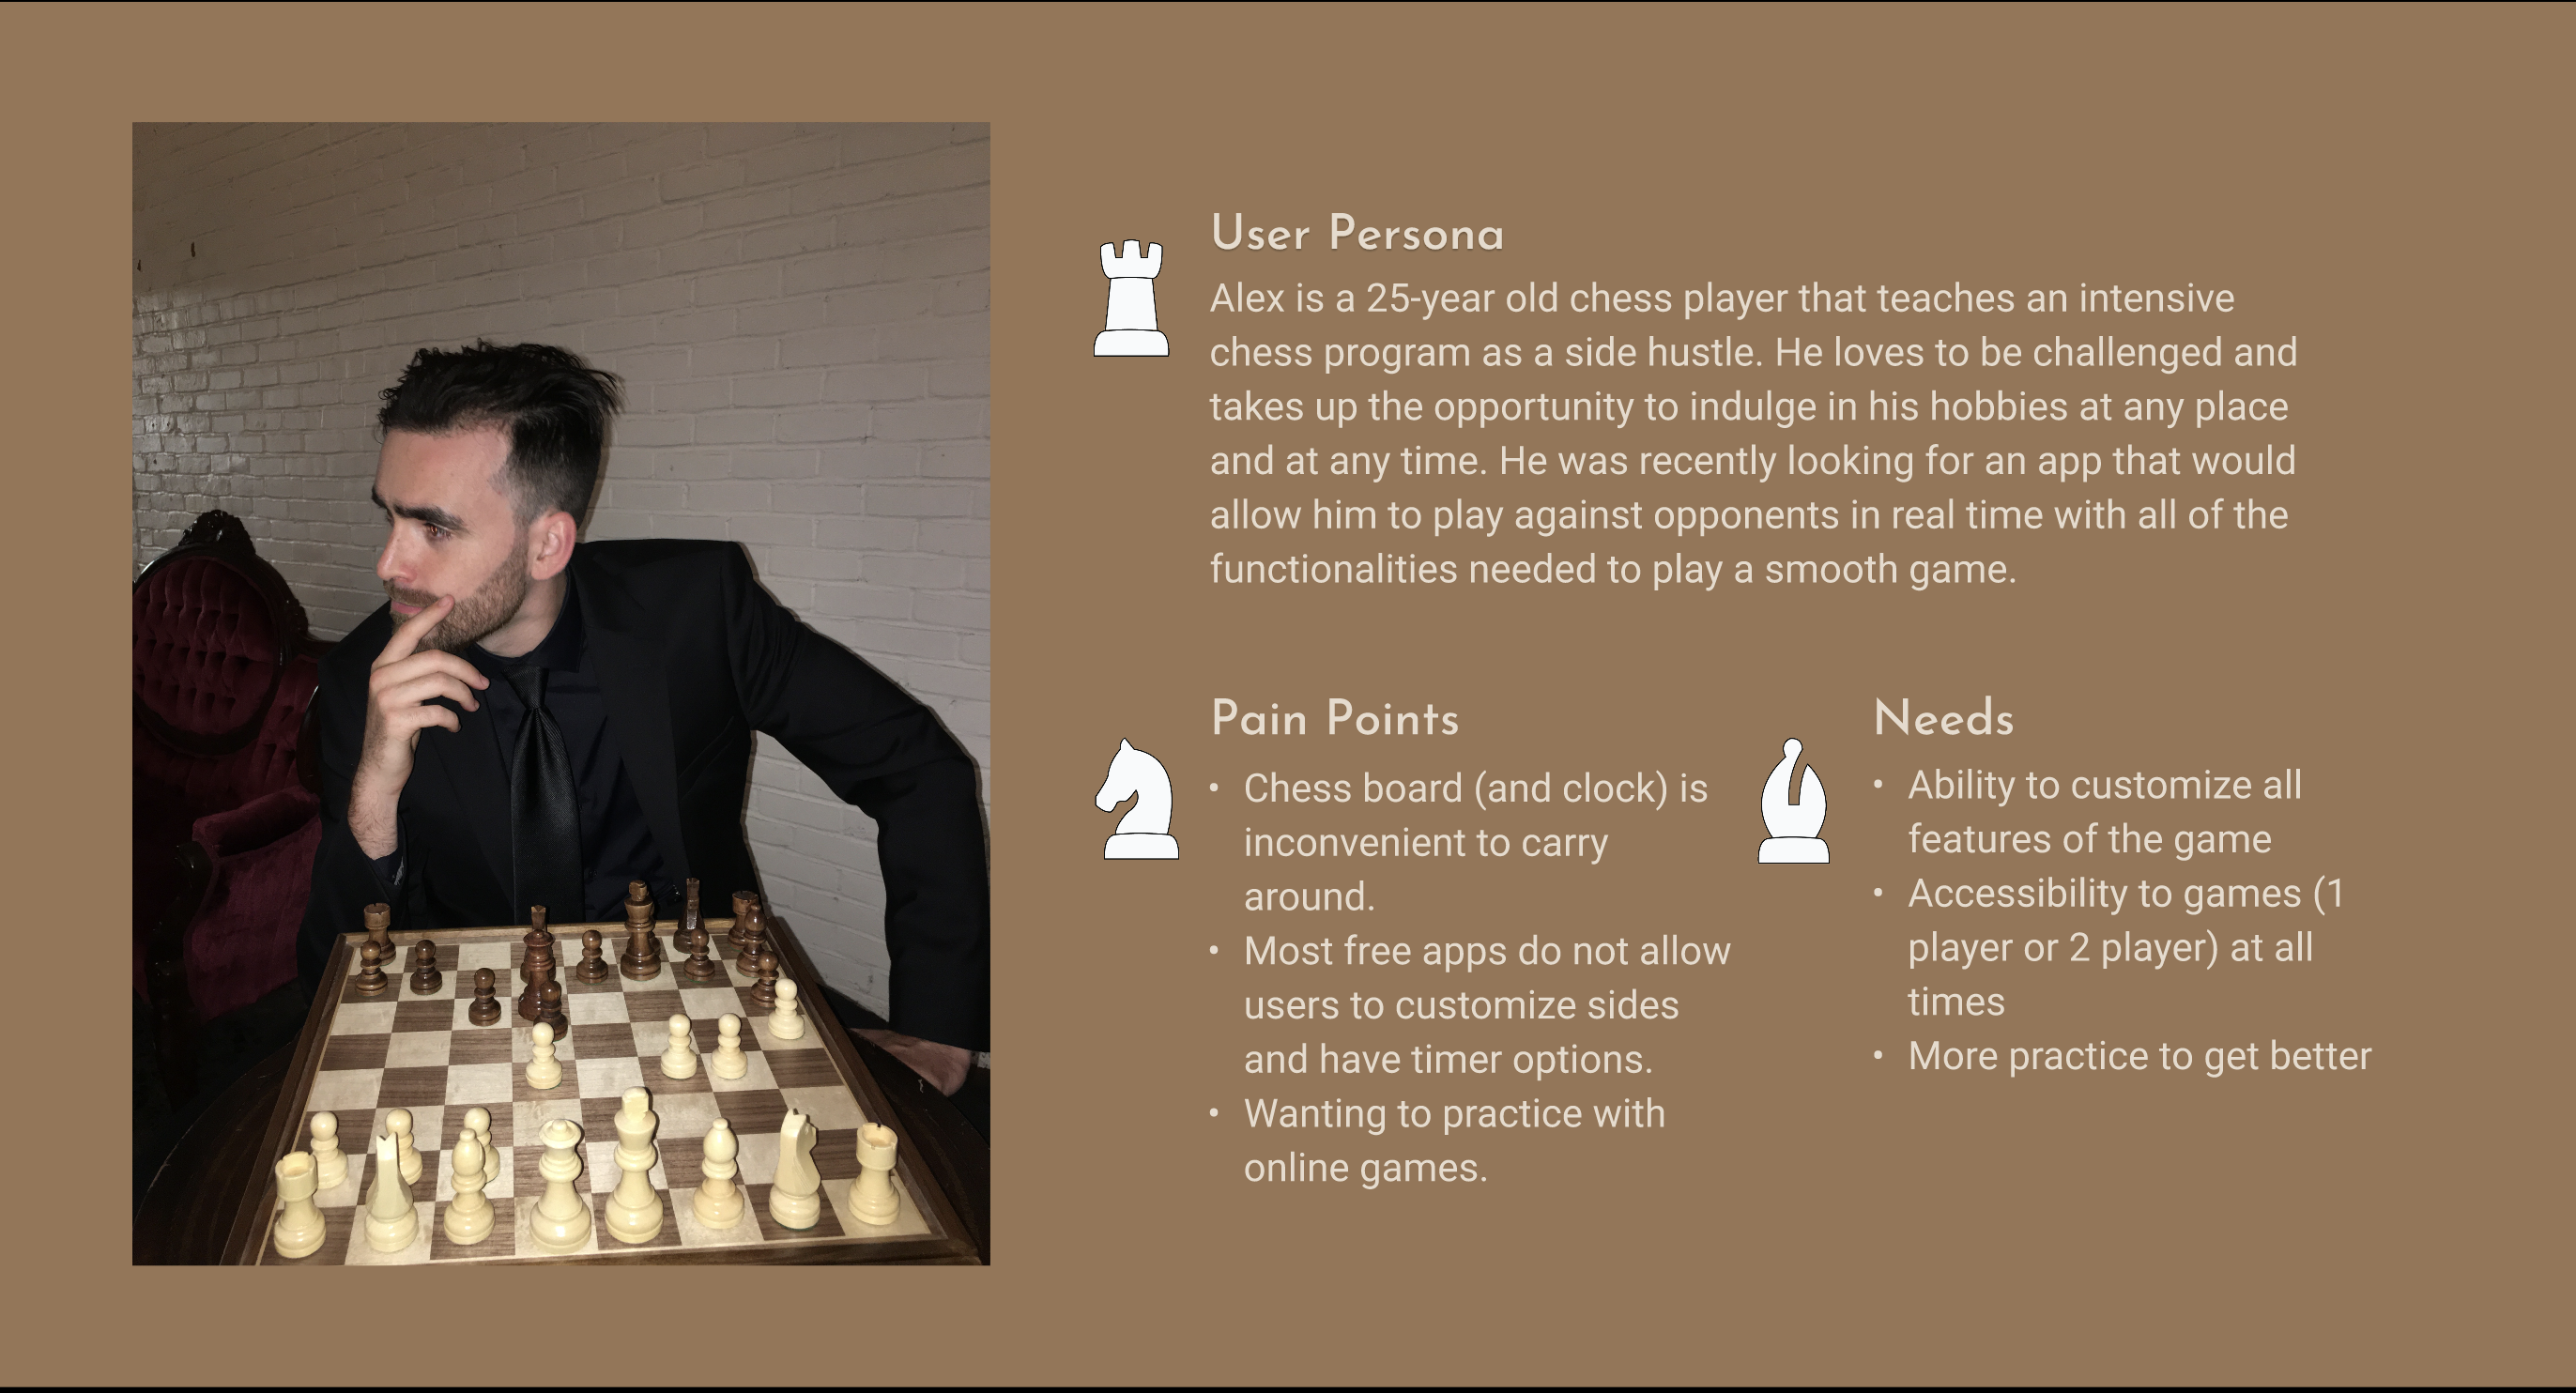 User Persona
Alex is a 25-year old chess player that teaches an intensive
chess program as a side hustle. He loves to be challenged and
takes up the opportunity to indulge in his hobbies at any place
and at any time. He was recently looking for an app that would
allow him to play against opponents in real time with all of the
functionalities needed to play a smooth game.
Pain Points
• Chess board (and clock) is
inconvenient to carry
around.
• Most free apps do not allow
users to customize sides
and have timer options.
• Wanting to practice with
online games.
Needs
• Ability to customize all
features of the game
• Accessibility to games (1
player or 2 player) at all
times
• More practice to get better